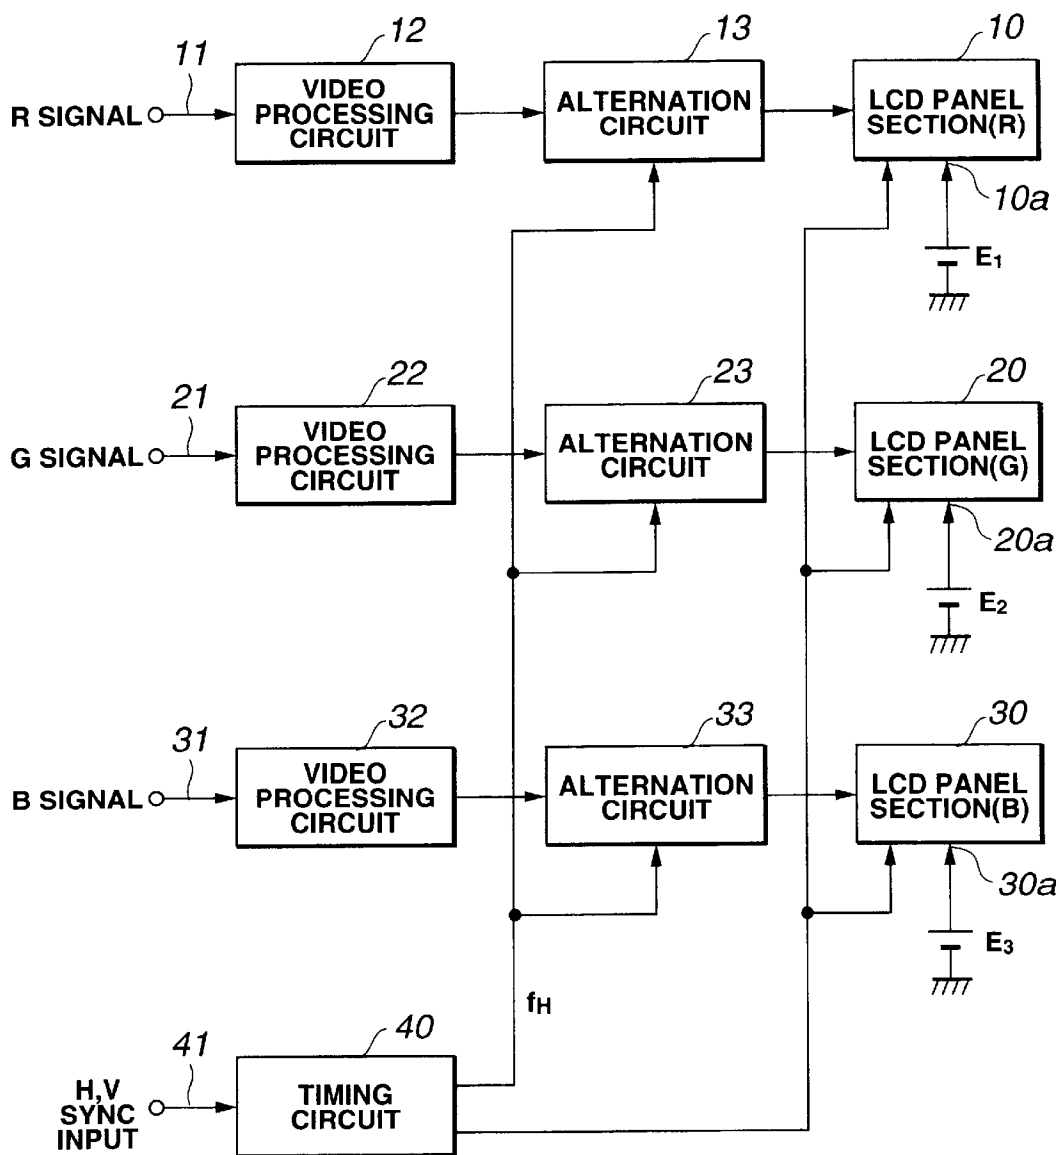 11
12
13
10
R SIGNAL
VIDEO
PROCESSING
CIRCUIT
ALTERNATION
CIRCUIT
LCD PANEL
SECTION(R)
10a
E1
21
22
23
20
G SIGNAL
VIDEO
PROCESSING
CIRCUIT
ALTERNATION
CIRCUIT
LCD PANEL
SECTION(G)
20a
E2
31
32
33
30
B SIGNAL
VIDEO
PROCESSING
CIRCUIT
ALTERNATION
CIRCUIT
LCD PANEL
SECTION(B)
30a
E3
fH
41
40
H,V
SYNC
INPUT
TIMING
CIRCUIT